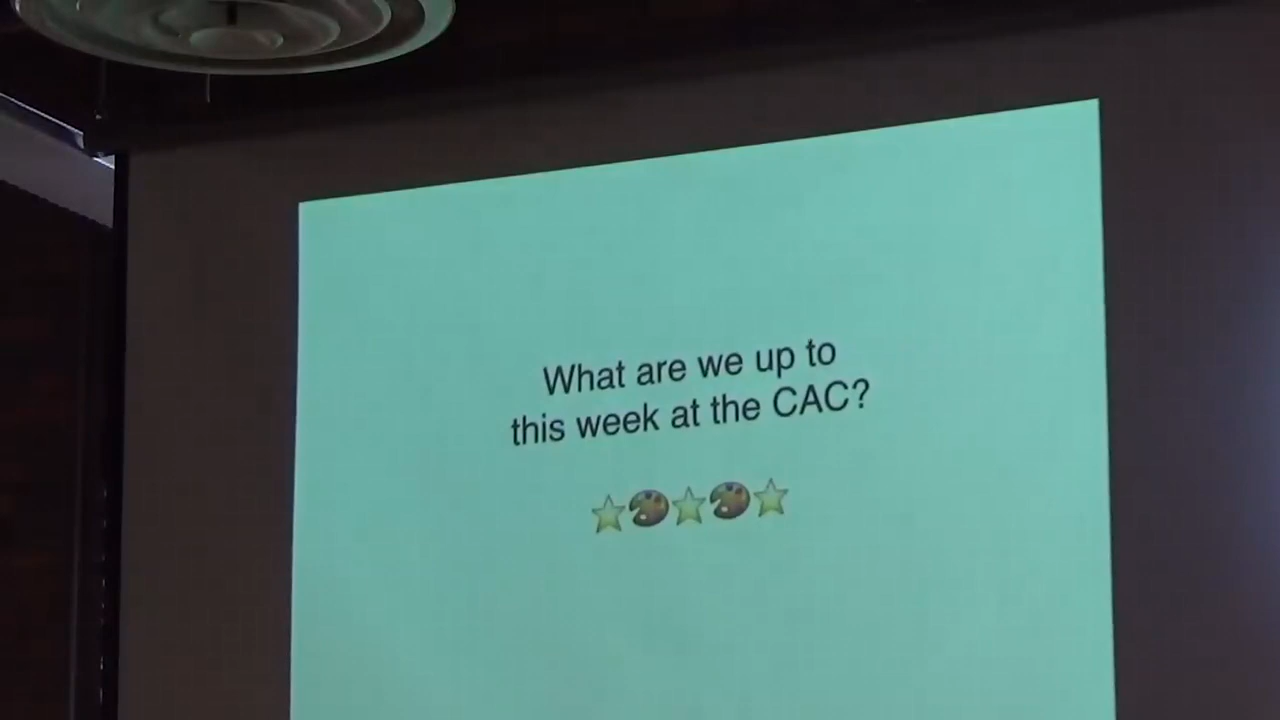 What are we up to
this week at the CAC?
⭐🎨⭐🎨⭐